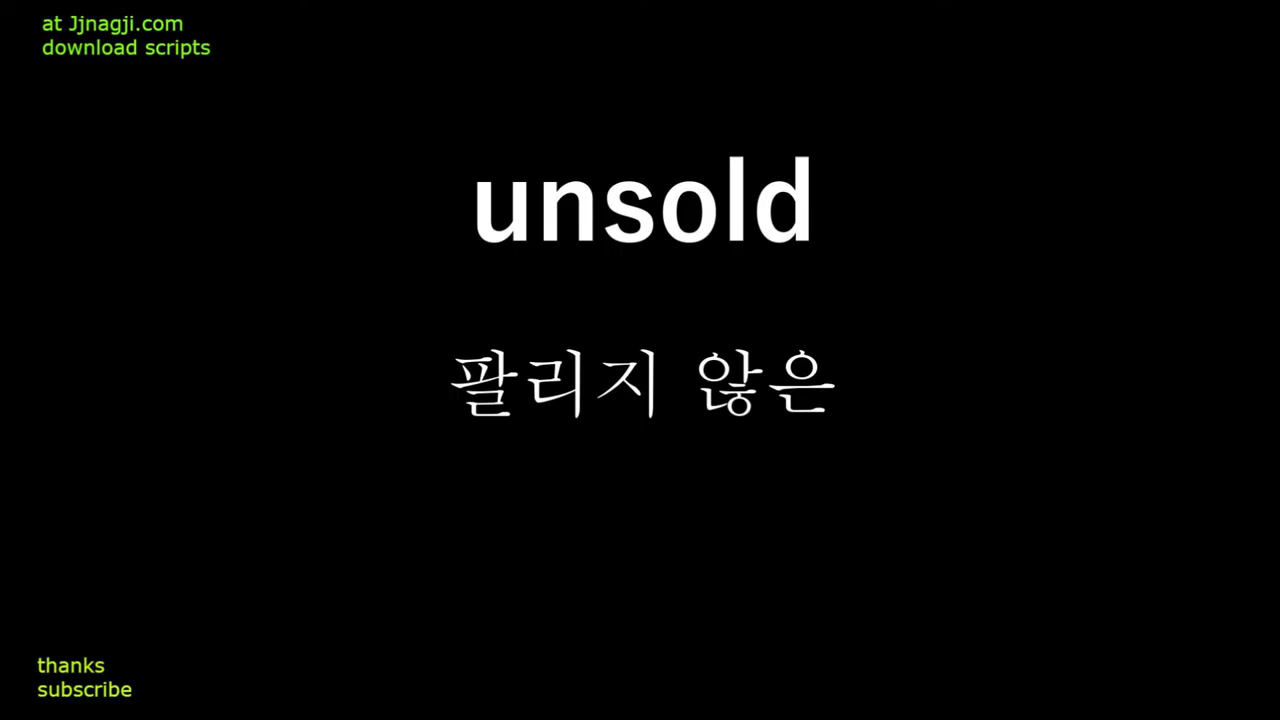 at Jjnagji.com
download scripts
unsold
팔리지 않은
thanks
subscribe